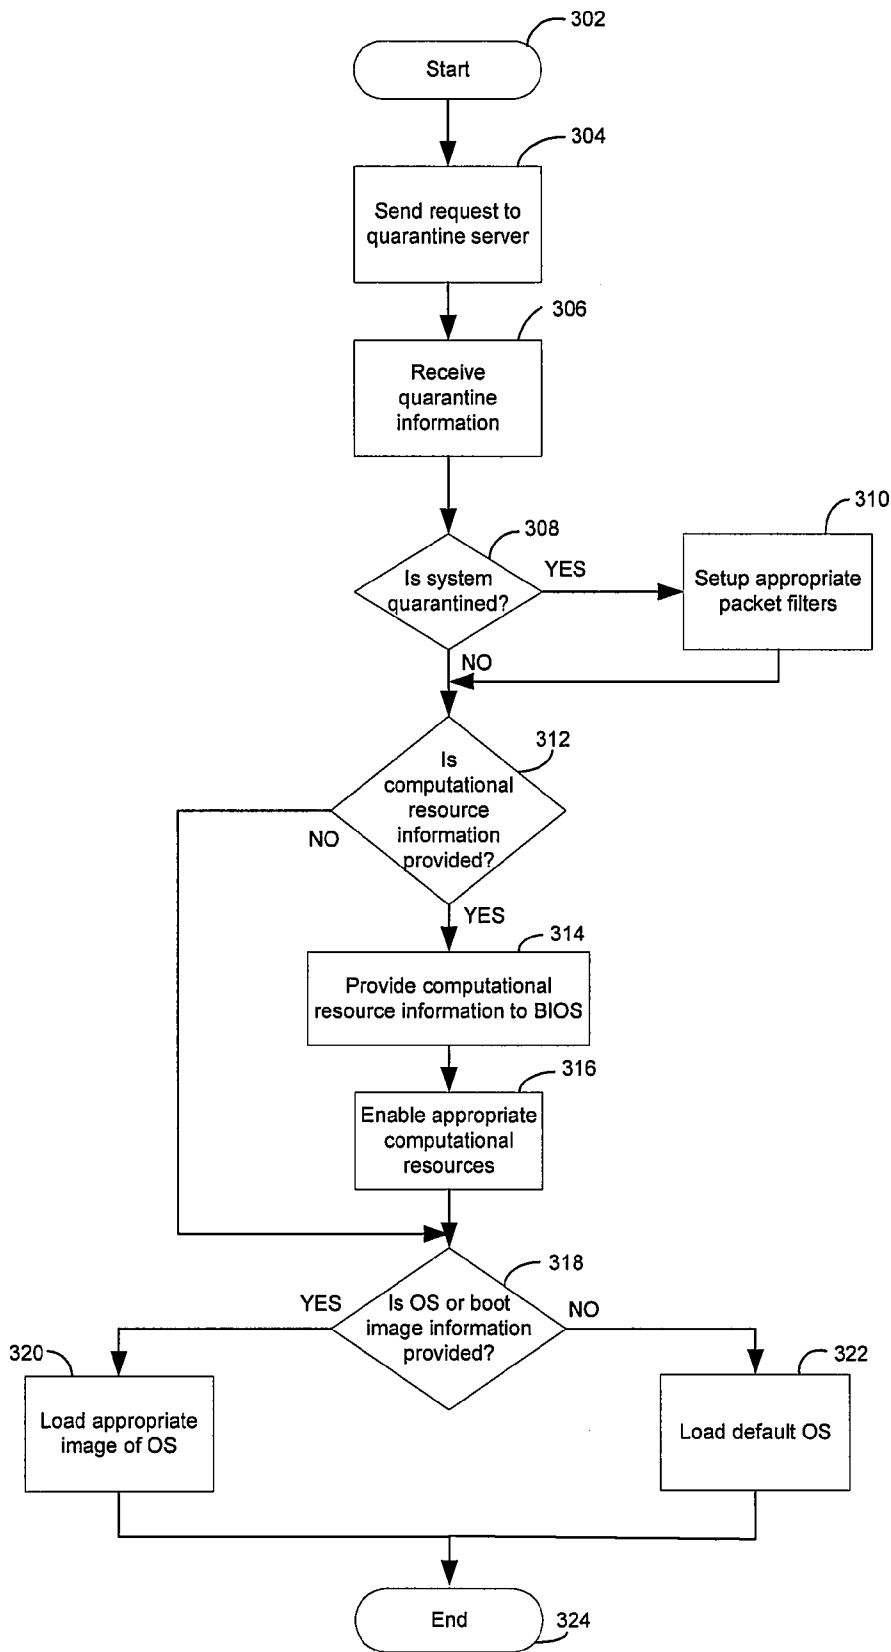 302
Start
304
Send request to
quarantine server
306
Receive
quarantine
information
308
Is system
quarantined?
YES
310
Setup appropriate
packet filters
NO
312
Is
computational
resource
information
provided?
NO
YES
314
Provide computational
resource information to BIOS
316
Enable appropriate
computational
resources
318
Is OS or boot
image information
provided?
YES
NO
320
Load appropriate
image of OS
322
Load default OS
End
324